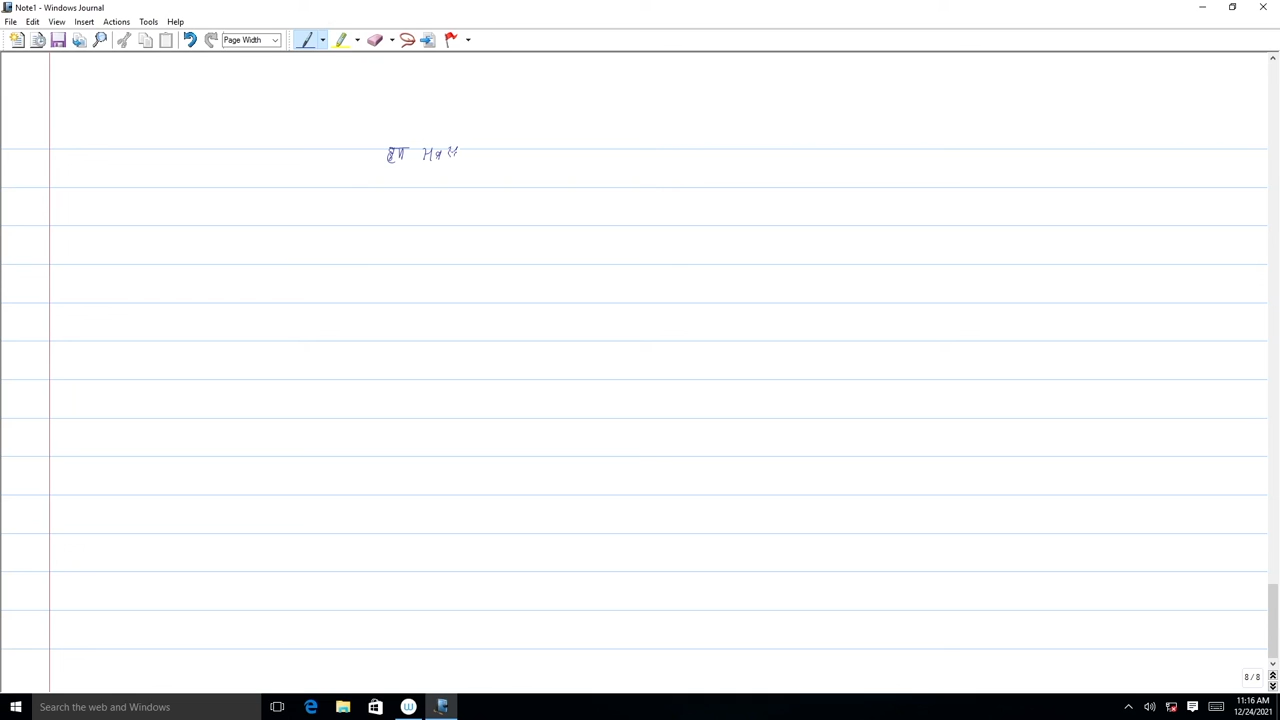 Note1 - Windows Journal
File Edit View Insert Actions Tools Help
Page Width
8 / 8
Search the web and Windows
11:16 AM
12/24/2021